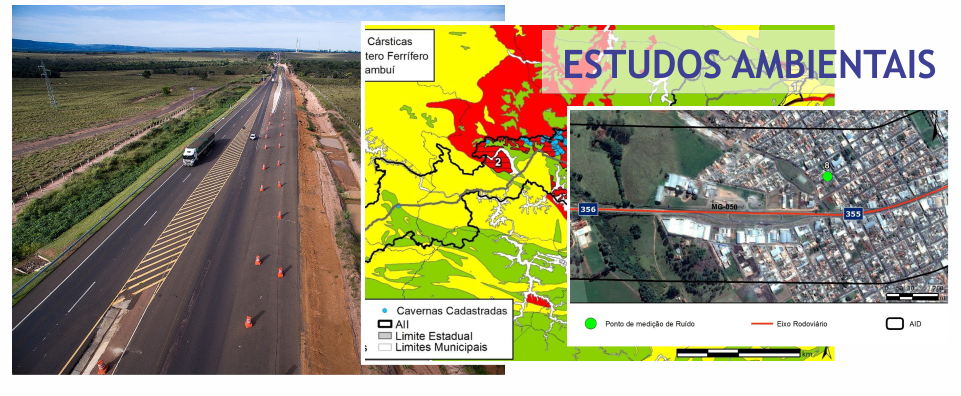 ESTUDOS AMBIENTAIS
Cársticas
tero Ferrífero
ambuí
2
Cavernas Cadastradas
AII
Limite Estadual
Limites Municipais
km
8
MG-050
356
355
Ponto de medição de Ruído
Eixo Rodoviário
AID